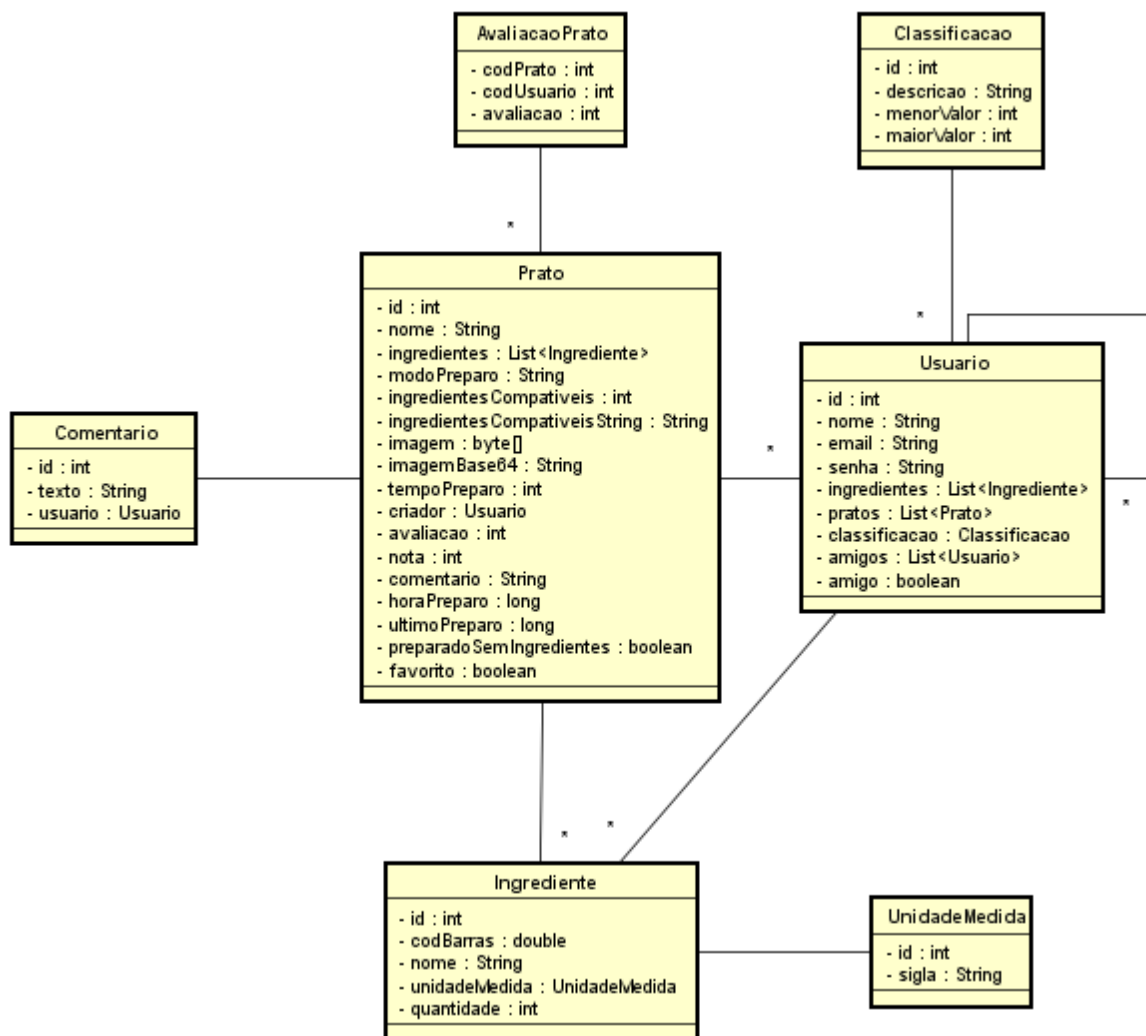 AvaliacaoPrato
- codPrato : int
- codUsuario : int
- avaliacao : int
Classificacao
- id : int
- descricao : String
- menorValor : int
- maiorValor : int
*
*
Prato
- id : int
- nome : String
- ingredientes : List<Ingrediente>
- modoPreparo : String
- ingredientesCompativeis : int
- ingredientesCompativeisString : String
- imagem : byte[]
- imagemBase64 : String
- tempoPreparo : int
- criador : Usuario
- avaliacao : int
- nota : int
- comentario : String
- horaPreparo : long
- ultimoPreparo : long
- preparadoSemIngredientes : boolean
- favorito : boolean
Usuario
- id : int
- nome : String
- email : String
- senha : String
- ingredientes : List<Ingrediente>
- pratos : List<Prato>
- classificacao : Classificacao
- amigos : List<Usuario>
- amigo : boolean
*
*
Comentario
- id : int
- texto : String
- usuario : Usuario
*
*
Ingrediente
- id : int
- codBarras : double
- nome : String
- unidadeMedida : UnidadeMedida
- quantidade : int
UnidadeMedida
- id : int
- sigla : String